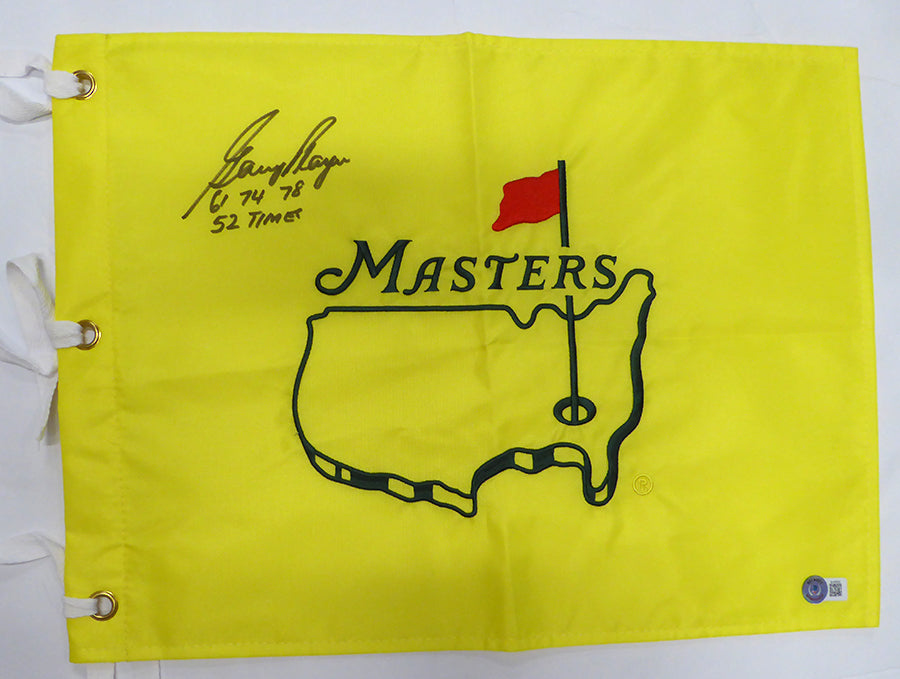 Gary Player
61 74 78
52 TIMES
MASTERS
®